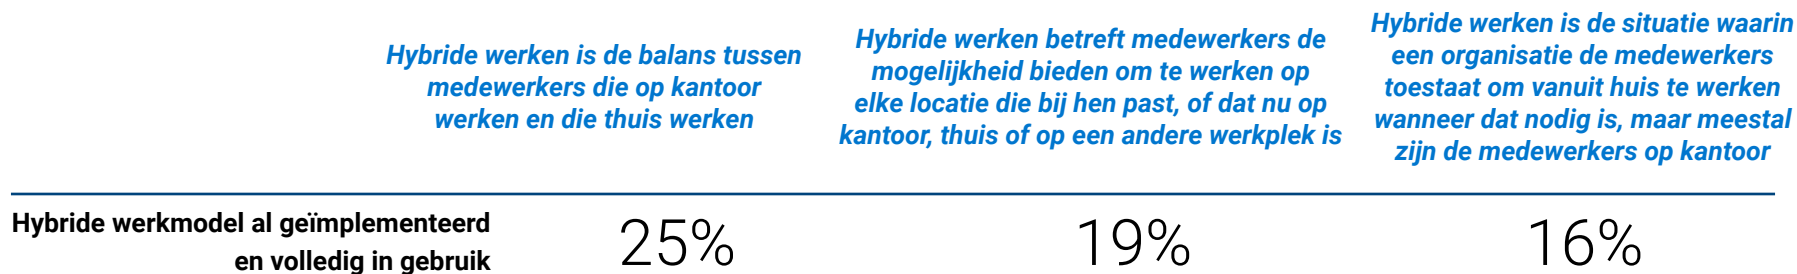 Hybride werken is de balans tussen
medewerkers die op kantoor
werken en die thuis werken
Hybride werken betreft medewerkers de
mogelijkheid bieden om te werken op
elke locatie die bij hen past, of dat nu op
kantoor, thuis of op een andere werkplek is
Hybride werken is de situatie waarin
een organisatie de medewerkers
toestaat om vanuit huis te werken
wanneer dat nodig is, maar meestal
zijn de medewerkers op kantoor
Hybride werkmodel al geïmplementeerd
en volledig in gebruik
25%
19%
16%